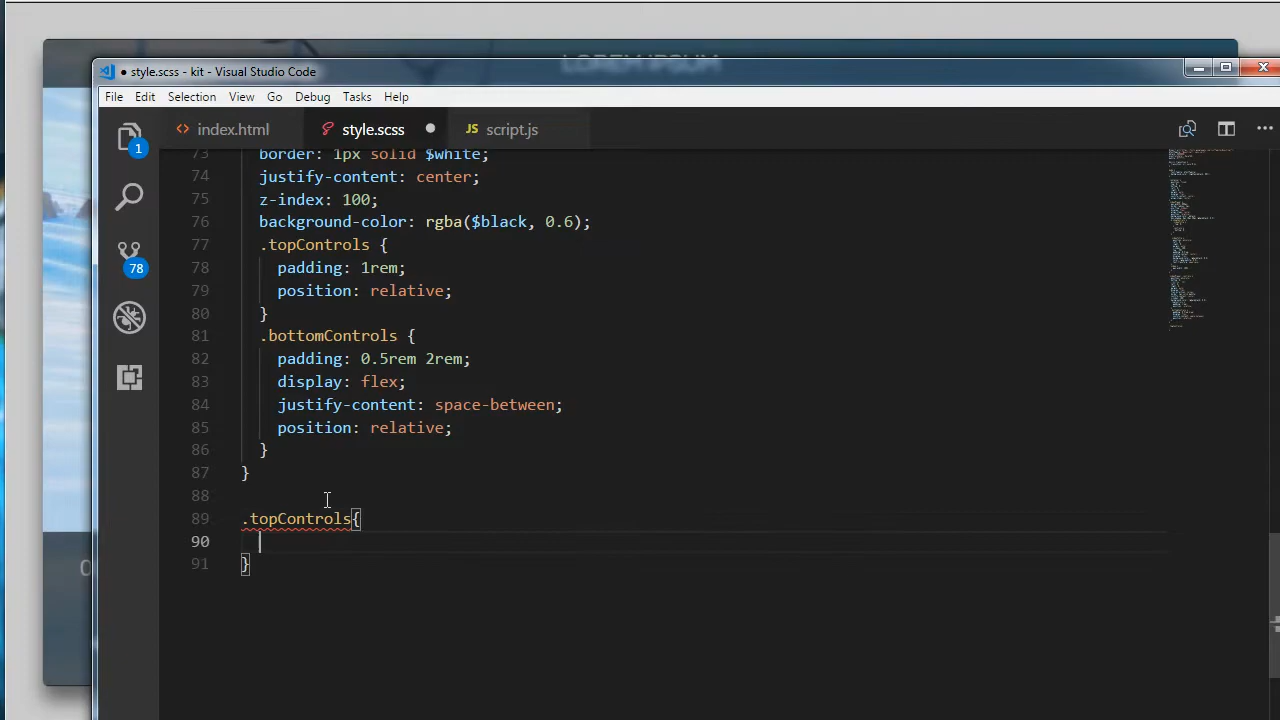 LOREM IPSUM
● style.scss - kit - Visual Studio Code
File Edit Selection View Go Debug Tasks Help
<> index.html style.scss ● JS script.js ...
73 border: 1px solid $white;
74 justify-content: center;
75 z-index: 100;
76 background-color: rgba($black, 0.6);
77 .topControls {
78 padding: 1rem;
79 position: relative;
80 }
81 .bottomControls {
82 padding: 0.5rem 2rem;
83 display: flex;
84 justify-content: space-between;
85 position: relative;
86 }
87 }
88
89 .topControls{
90
91 }
1
78